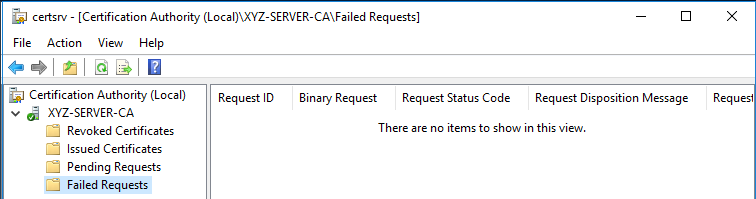 certsrv - [Certification Authority (Local)\XYZ-SERVER-CA\Failed Requests]
File Action View Help
Certification Authority (Local)
XYZ-SERVER-CA
Revoked Certificates
Issued Certificates
Pending Requests
Failed Requests
Request ID Binary Request Request Status Code Request Disposition Message Request
There are no items to show in this view.